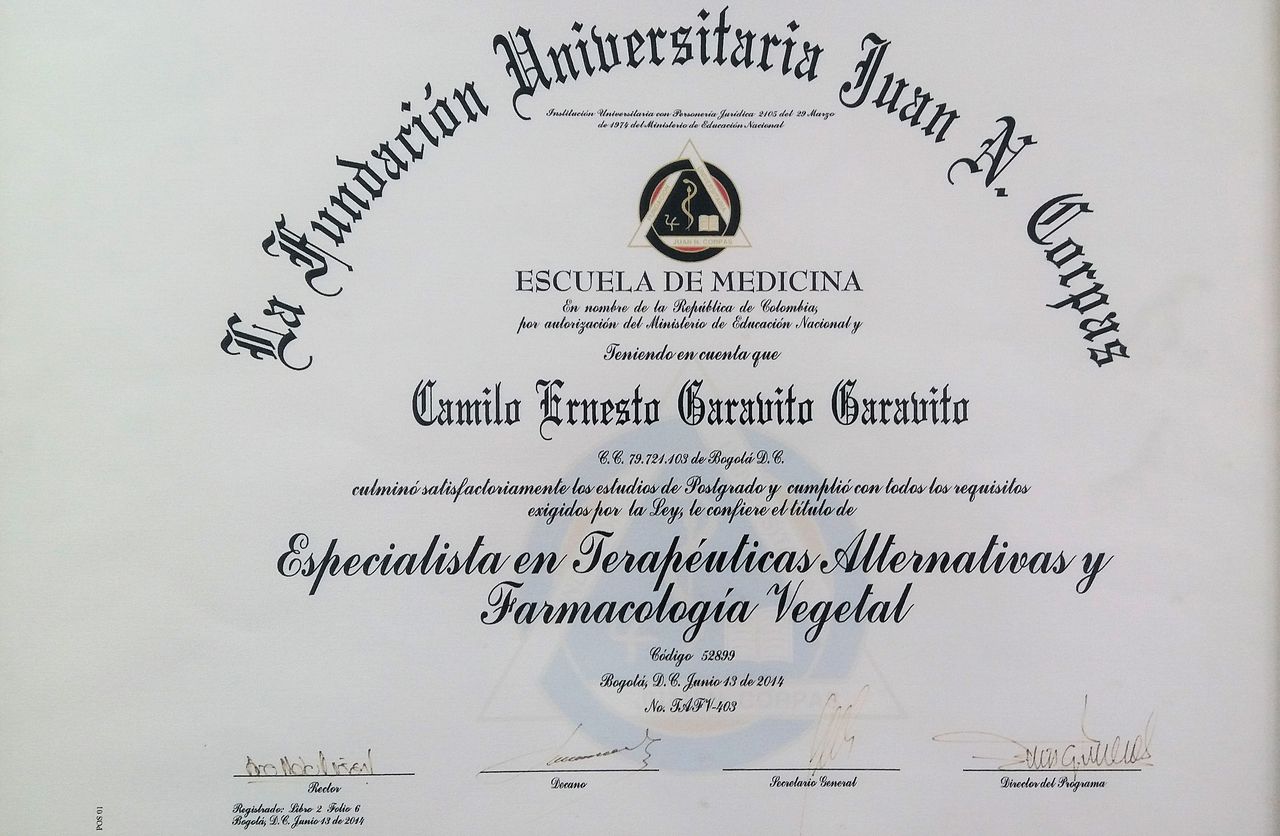 La Fundación Universitaria Juan N. Corpas
Institución Universitaria con Personería Jurídica 2105 del 29 Marzo
de 1974 del Ministerio de Educación Nacional
JUAN N. CORPAS
ESCUELA DE MEDICINA
En nombre de la República de Colombia,
por autorización del Ministerio de Educación Nacional y
Teniendo en cuenta que
Camilo Ernesto Garavito Garavito
C.C. 79.721.103 de Bogotá D.C.
culminó satisfactoriamente los estudios de Postgrado y cumplió con todos los requisitos
exigidos por la Ley, le confiere el título de
Especialista en Terapéuticas Alternativas y
Farmacología Vegetal
Código 52899
Bogotá, D.C. Junio 13 de 2014
No. TAFV-403
Rector
Decano
Secretario General
Director del Programa
Registrado: Libro 2 Folio 6
Bogotá, D.C. Junio 13 de 2014
POS 01